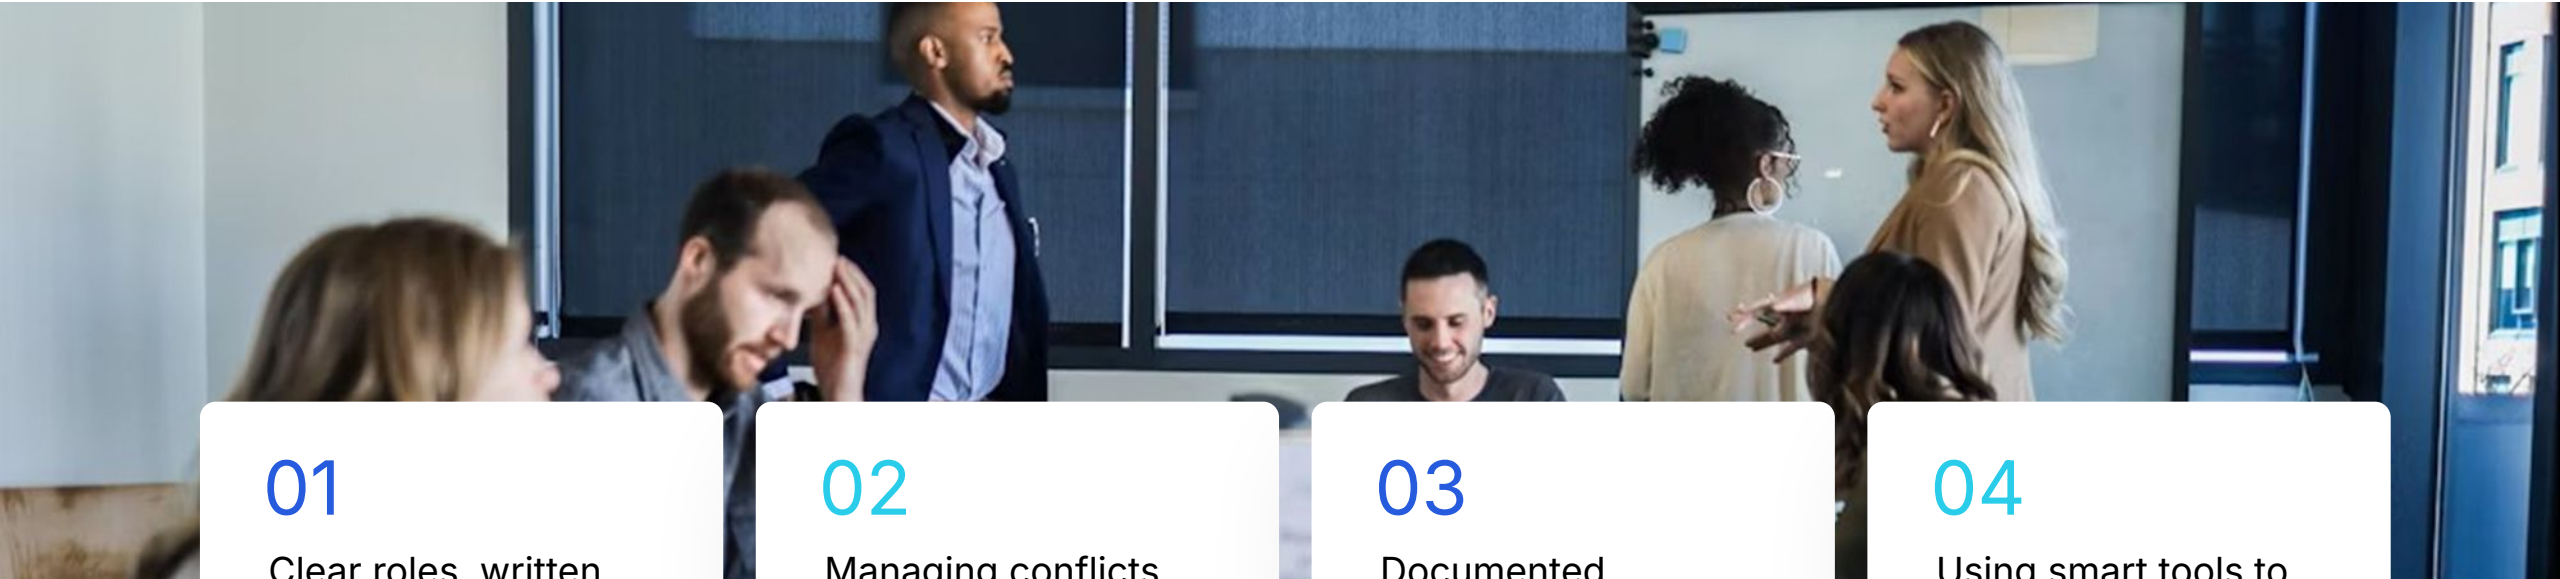 01
Clear roles, written
02
Managing conflicts
03
Documented
04
Using smart tools to